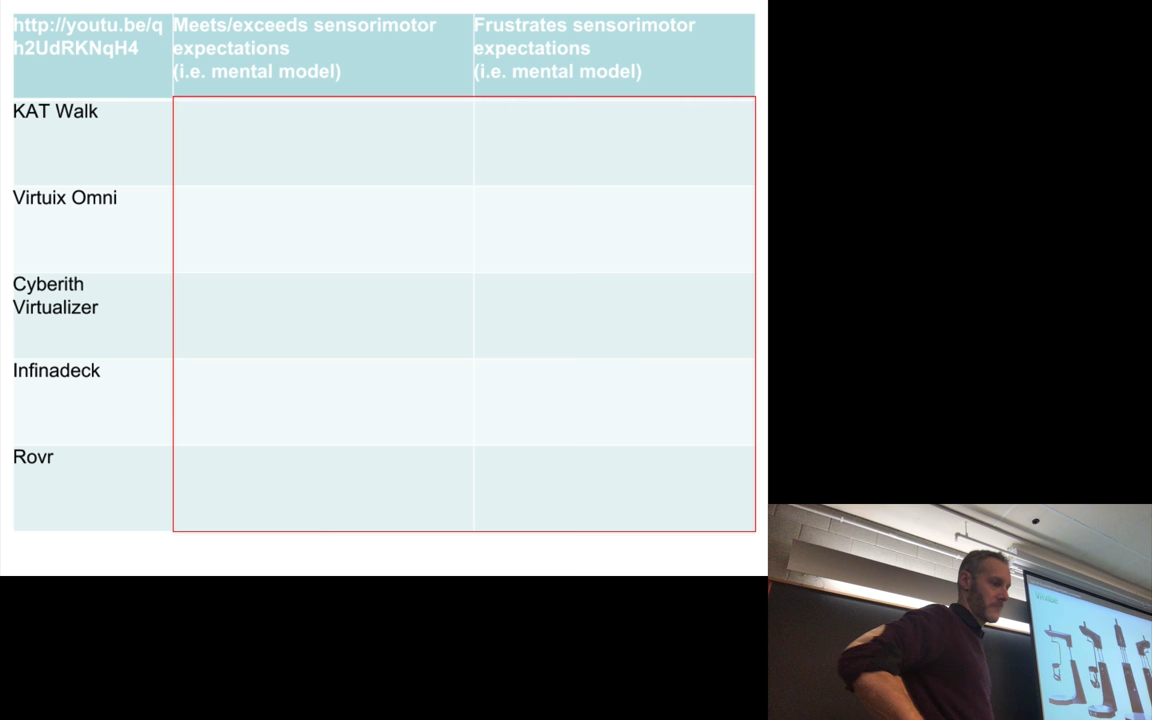 http://youtu.be/q
h2UdRKNqH4
Meets/exceeds sensorimotor
expectations
(i.e. mental model)
Frustrates sensorimotor
expectations
(i.e. mental model)
KAT Walk
Virtuix Omni
Cyberith
Virtualizer
Infinadeck
Rovr